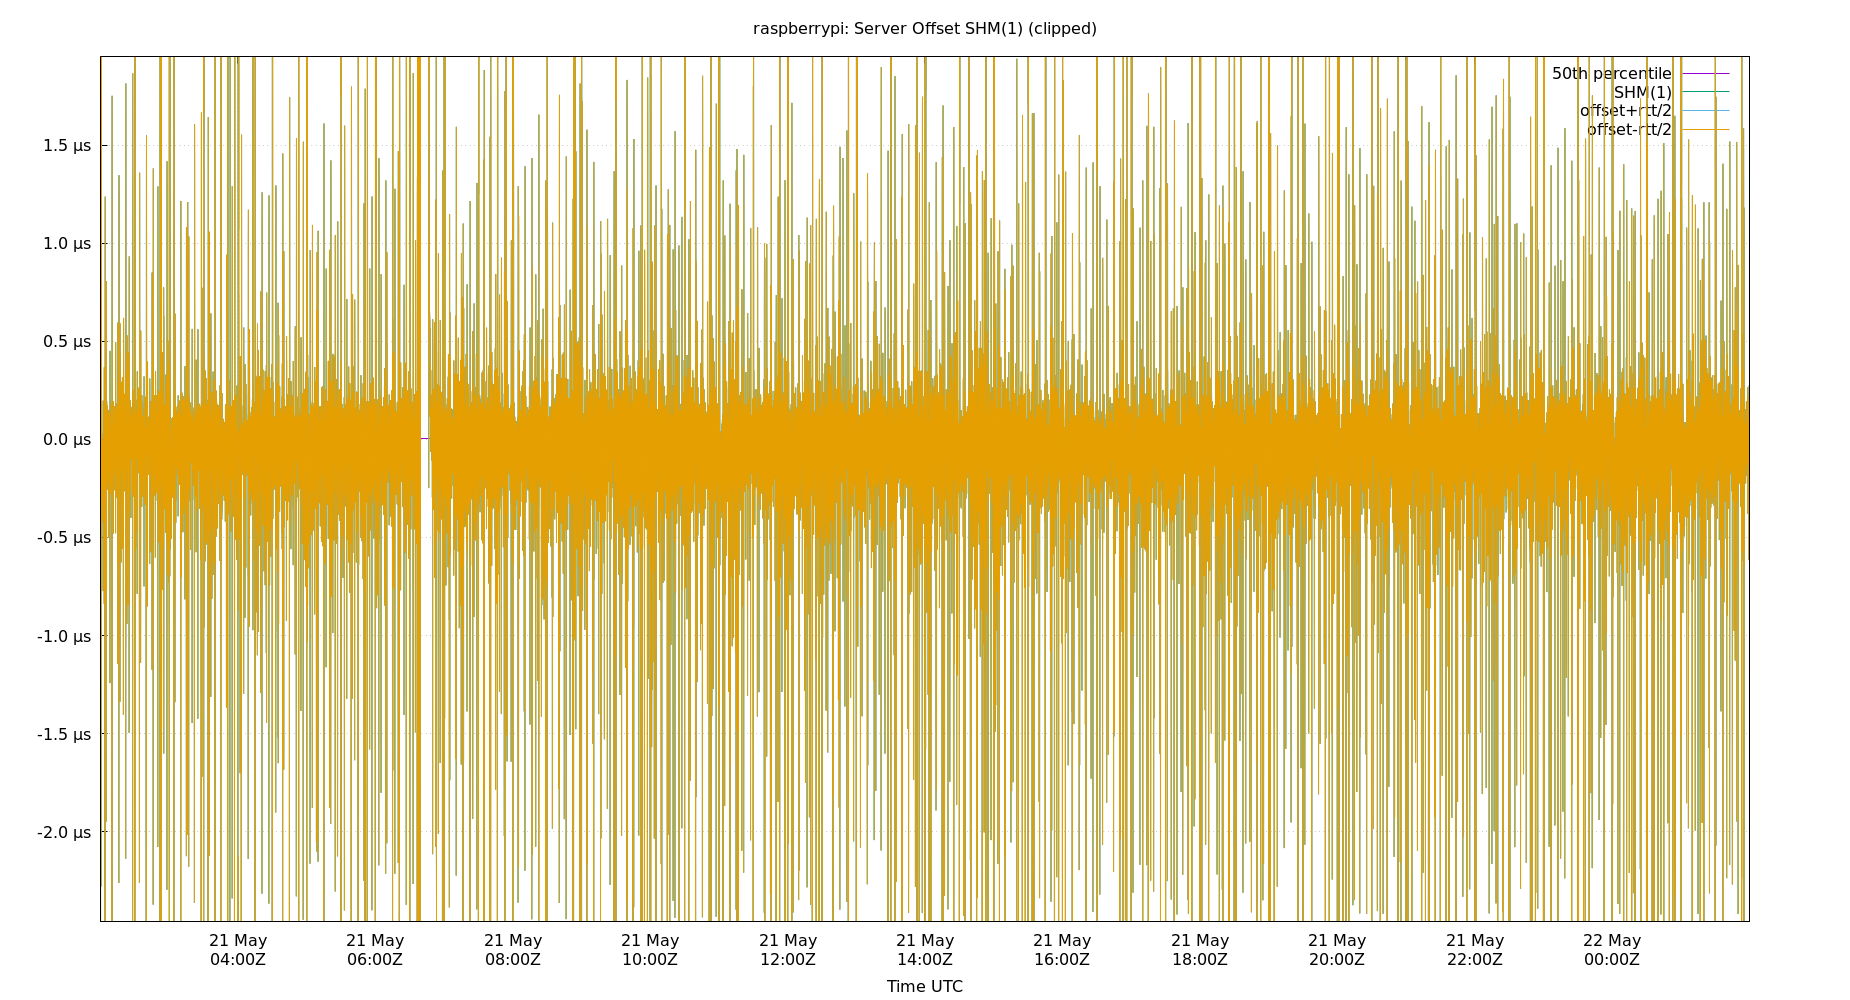 raspberrypi: Server Offset SHM(1) (clipped)
50th percentile
SHM(1)
offset+rtt/2
offset-rtt/2
1.5 µs
1.0 µs
0.5 µs
0.0 µs
-0.5 µs
-1.0 µs
-1.5 µs
-2.0 µs
21 May 21 May 21 May 21 May 21 May 21 May 21 May 21 May 21 May 21 May 22 May
04:00Z 06:00Z 08:00Z 10:00Z 12:00Z 14:00Z 16:00Z 18:00Z 20:00Z 22:00Z 00:00Z
Time UTC